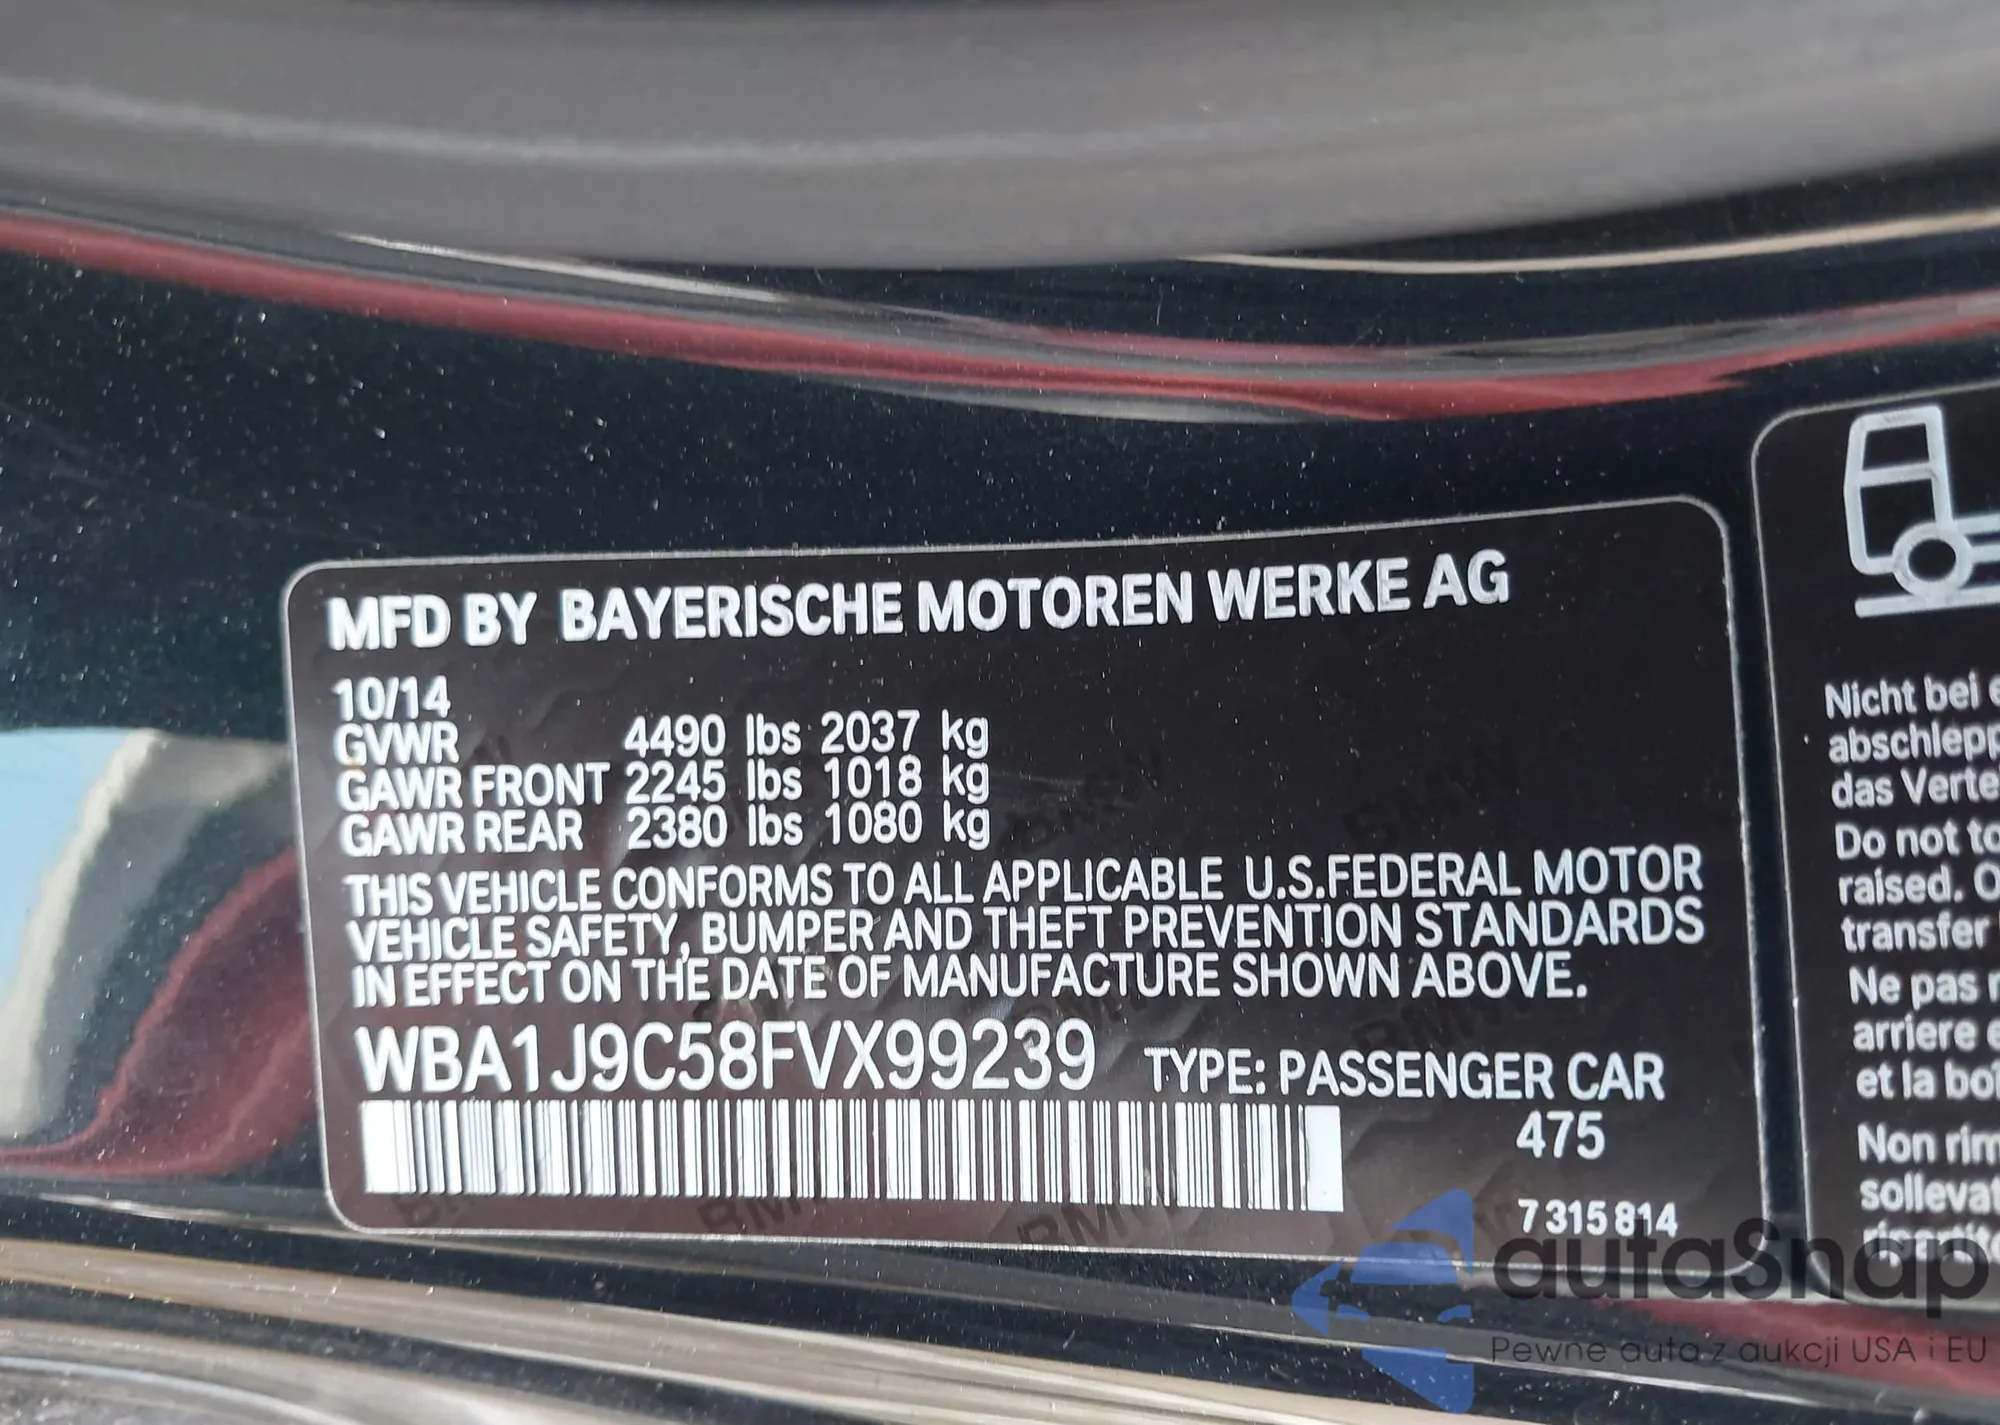 MFD BY BAYERISCHE MOTOREN WERKE AG
10/14
GVWR 4490 lbs 2037 kg
GAWR FRONT 2245 lbs 1018 kg
GAWR REAR 2380 lbs 1080 kg
THIS VEHICLE CONFORMS TO ALL APPLICABLE U.S.FEDERAL MOTOR
VEHICLE SAFETY, BUMPER AND THEFT PREVENTION STANDARDS
IN EFFECT ON THE DATE OF MANUFACTURE SHOWN ABOVE.
WBA1J9C58FVX99239 TYPE: PASSENGER CAR
475
7 315 814
Nicht bei
abschlepp
das Verte
Do not to
raised. O
transfer
Ne pas
arriere
et la boî
Non rim
sollevat
autaSnap
Pewne auta z aukcji USA i EU